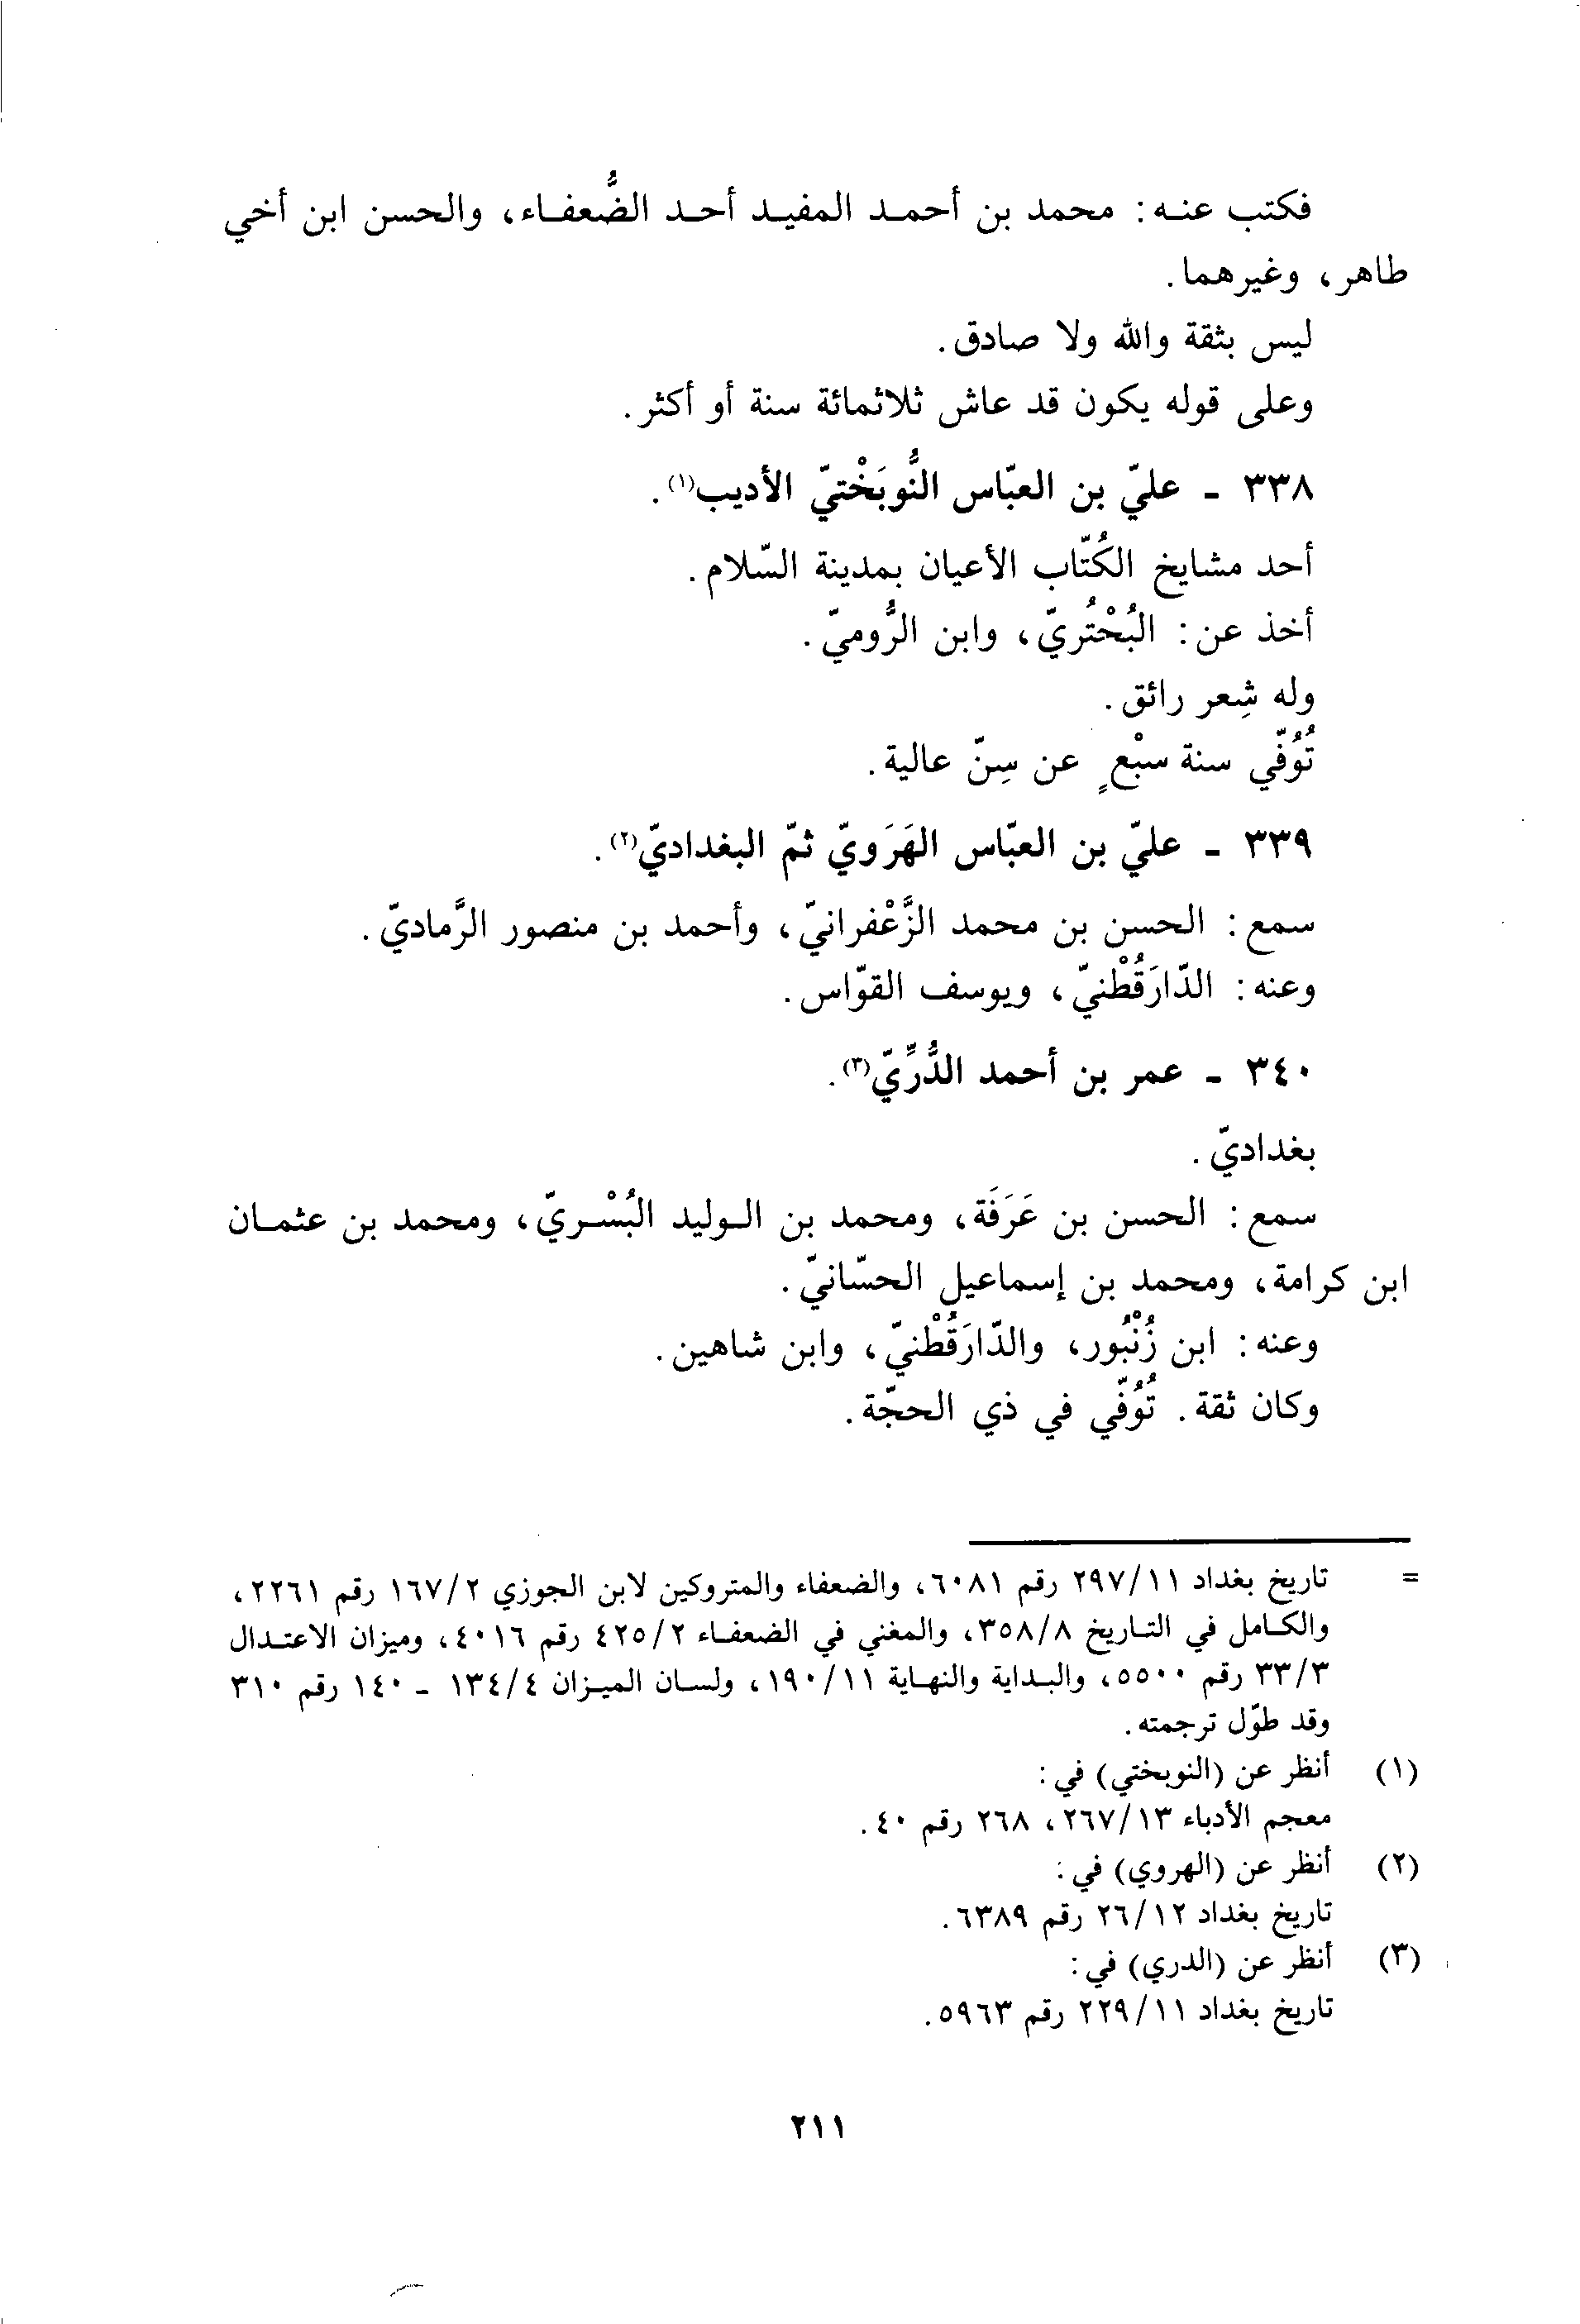 فكتب عنه: محمد بن أحمد المفيد أحد الضُّعفاء، والحسن ابن أخي
طاهر، وغيرهما.
ليس بثقة والله ولا صادق.
وعلى قوله يكون قد عاش ثلاثمائة سنة أو أكثر.
٣٣٨ - عليّ بن العبّاس النُّوبَخْتيّ الأديب(١).
أحد مشايخ الكُتّاب الأعيان بمدينة السّلام.
أخذ عن: البُحْتُريّ، وابن الرُّوميّ.
وله شِعر رائق.
تُوُفّي سنة سبْعٍ عن سِنّ عالية.
٣٣٩ - عليّ بن العبّاس الهَرَويّ ثمّ البغداديّ(٢).
سمع: الحسن بن محمد الزَّعْفرانيّ، وأحمد بن منصور الرَّماديّ.
وعنه: الدّارَقُطْنيّ، ويوسف القوّاس.
٣٤٠ - عمر بن أحمد الدُّرِّيّ(٣).
بغداديّ.
سمع: الحسن بن عَرَفَة، ومحمد بن الوليد البُسْريّ، ومحمد بن عثمان
ابن كرامة، ومحمد بن إسماعيل الحسّانيّ.
وعنه: ابن زُنْبُور، والدّارَقُطْنيّ، وابن شاهين.
وكان ثقة. تُوُفّي في ذي الحجّة.
= تاريخ بغداد ٢٩٧/١١ رقم ٦٠٨١، والضعفاء والمتروكين لابن الجوزي ١٦٧/٢ رقم ٢٢٦١،
والكامل في التاريخ ٣٥٨/٨، والمغني في الضعفاء ٤٢٥/٢ رقم ٤٠١٦، وميزان الاعتدال
٣٣/٣ رقم ٥٥٠٠، والبداية والنهاية ١٩٠/١١، ولسان الميزان ١٣٤/٤ - ١٤٠ رقم ٣١٠
وقد طوّل ترجمته.
(١) أنظر عن (النوبختي) في:
معجم الأدباء ٢٦٧/١٣، ٢٦٨ رقم ٤٠.
(٢) أنظر عن (الهروي) في:
تاريخ بغداد ٢٦/١٢ رقم ٦٣٨٩.
(٣) أنظر عن (الدري) في:
تاريخ بغداد ٢٢٩/١١ رقم ٥٩٦٣.
٢١١